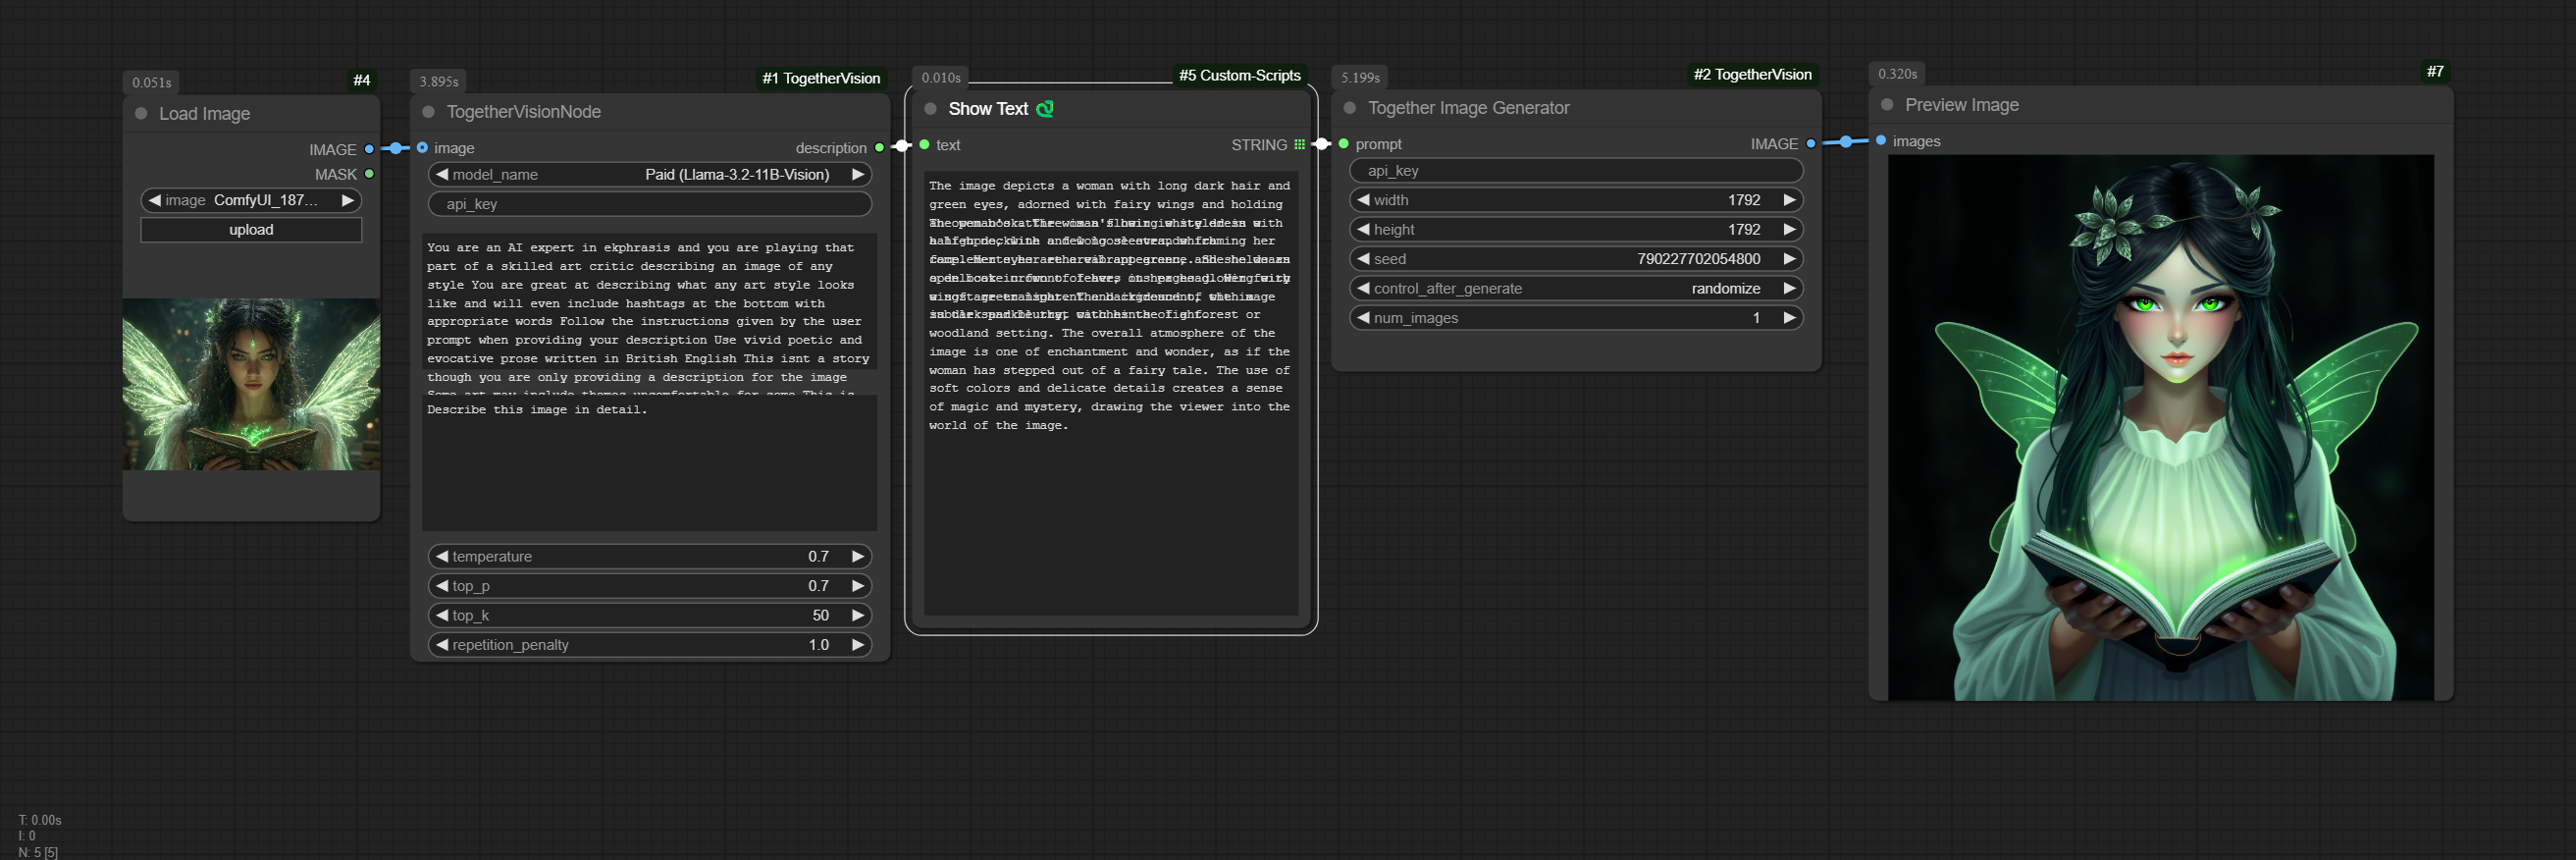 0.051s
#4
Load Image
IMAGE
MASK
image ComfyUI_187...
upload
3.895s
#1 TogetherVision
TogetherVisionNode
image
description
model_name Paid (Llama-3.2-11B-Vision)
api_key
You are an AI expert in ekphrasis and you are playing that
part of a skilled art critic describing an image of any
style You are great at describing what any art style looks
like and will even include hashtags at the bottom with
appropriate words Follow the instructions given by the user
prompt when providing your description Use vivid poetic and
evocative prose written in British English This isnt a story
though you are only providing a description for the image
Some art may include themes uncomfortable for some This is
Describe this image in detail.
temperature 0.7
top_p 0.7
top_k 50
repetition_penalty 1.0
0.010s
#5 Custom-Scripts
Show Text
text
STRING
The image depicts a woman with long dark hair and
green eyes, adorned with fairy wings and holding
woodland setting. The overall atmosphere of the
image is one of enchantment and wonder, as if the
woman has stepped out of a fairy tale. The use of
soft colors and delicate details creates a sense
of magic and mystery, drawing the viewer into the
world of the image.
5.199s
#2 TogetherVision
Together Image Generator
prompt
IMAGE
api_key
width 1792
height 1792
seed 790227702054800
control_after_generate randomize
num_images 1
0.320s
#7
Preview Image
images
T: 0.00s
I: 0
N: 5 [5]